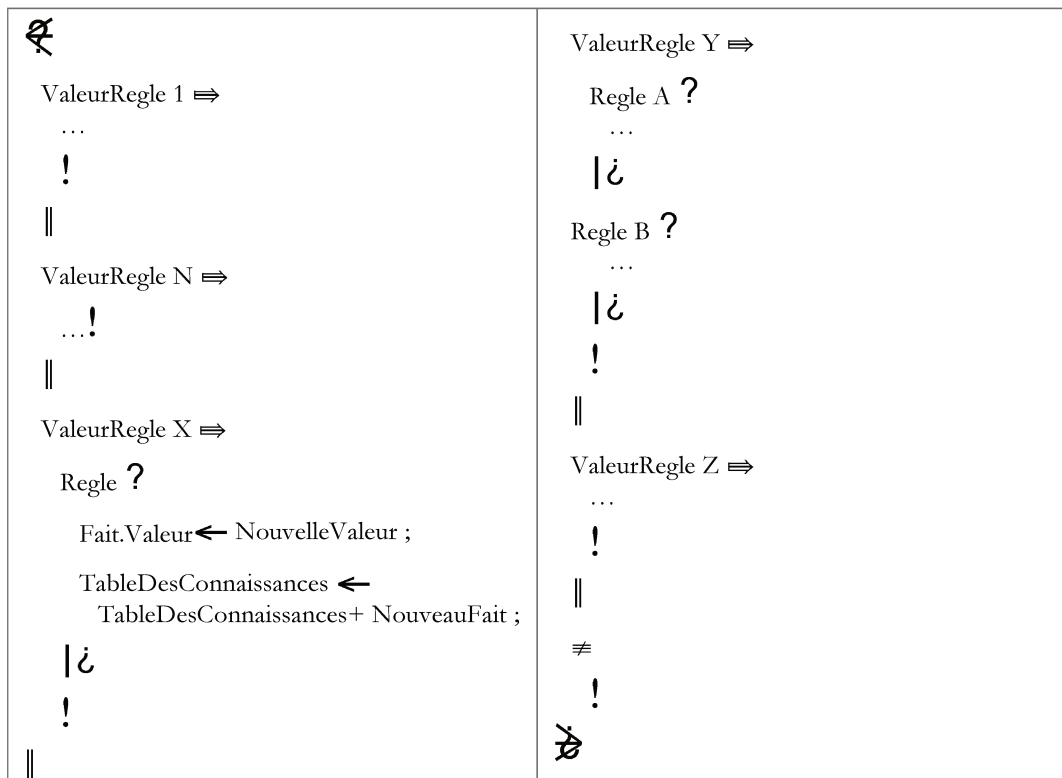 ValeurRegle 1 ⇛
…
!
‖
ValeurRegle N ⇛
…!
‖
ValeurRegle X ⇛
Regle ?
Fait.Valeur← NouvelleValeur ;
TableDesConnaissances ←
TableDesConnaissances+ NouveauFait ;
|¿
!
‖
ValeurRegle Y ⇛
Regle A ?
…
|¿
Regle B ?
…
|¿
!
‖
ValeurRegle Z ⇛
…
!
‖
≢
!